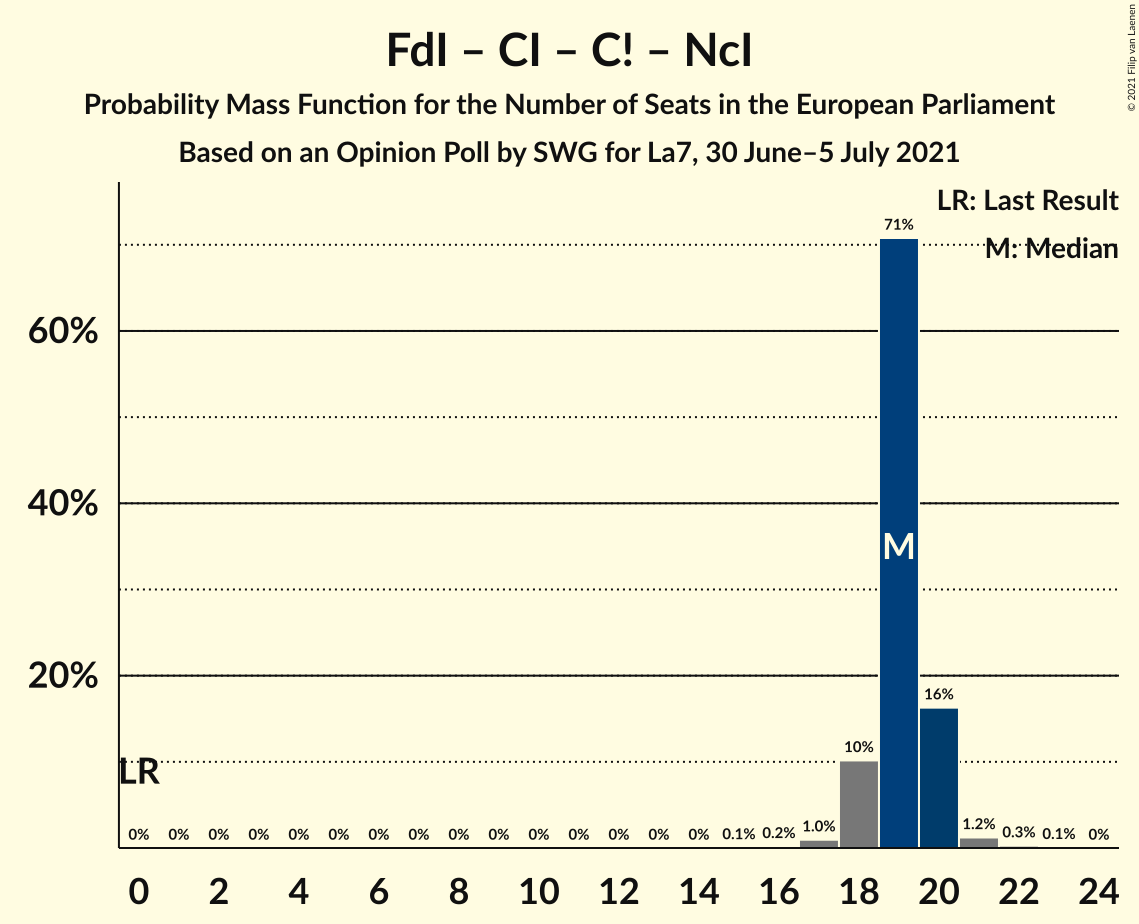 FdI – CI – C! – NcI
Probability Mass Function for the Number of Seats in the European Parliament
Based on an Opinion Poll by SWG for La7, 30 June–5 July 2021
© 2021 Filip van Laenen
LR: Last Result
M: Median
71%
60%
M
40%
20%
16%
10%
LR
0% 0% 0% 0% 0% 0% 0% 0% 0% 0% 0% 0% 0% 0% 0% 0.1% 0.2% 1.0% 1.2% 0.3% 0.1% 0%
0 2 4 6 8 10 12 14 16 18 20 22 24